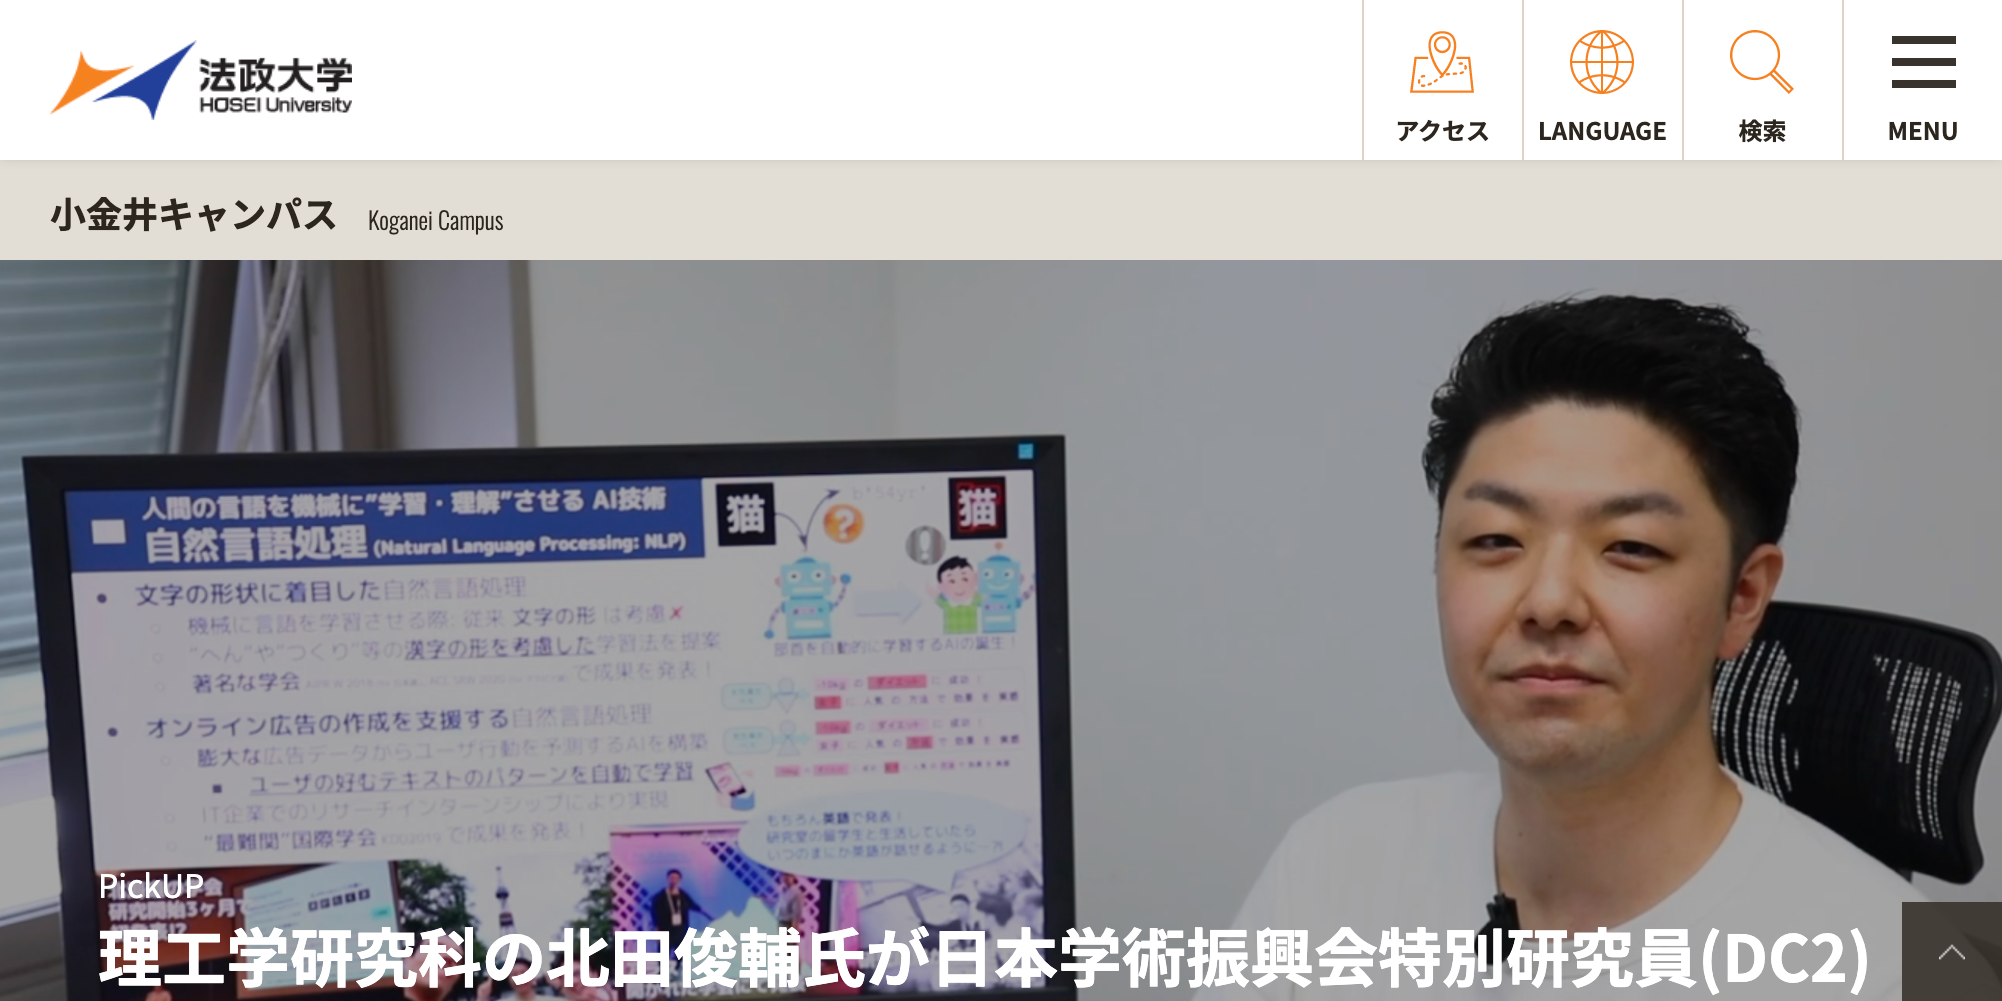 法政大学
HOSEI University
アクセス
LANGUAGE
検索
MENU
小金井キャンパス Koganei Campus
人間の言語を機械に"学習・理解"させる AI技術
自然言語処理 (Natural Language Processing: NLP)
猫
猫
?
!
文字の形状に着目した自然言語処理
機械に言語を学習させる際: 従来 文字の形 は考慮×
"へん"や"つくり"等の漢字の形を考慮した学習法を提案
著名な学会
で成果を発表!
部首を自動的に学習するAIの誕生!
オンライン広告の作成を支援する自然言語処理
膨大な広告データからユーザ行動を予測するAIを構築
ユーザの好むテキストのパターンを自動で学習
IT企業でのリサーチインターンシップにより実現
"最難関"国際学会 KDD2019 で成果を発表!
もちろん英語で発表!
研究室の留学生と生活していたら
いつのまにか英語が話せるように…?!
研究開始3ヶ月で
PickUP
理工学研究科の北田俊輔氏が日本学術振興会特別研究員(DC2)